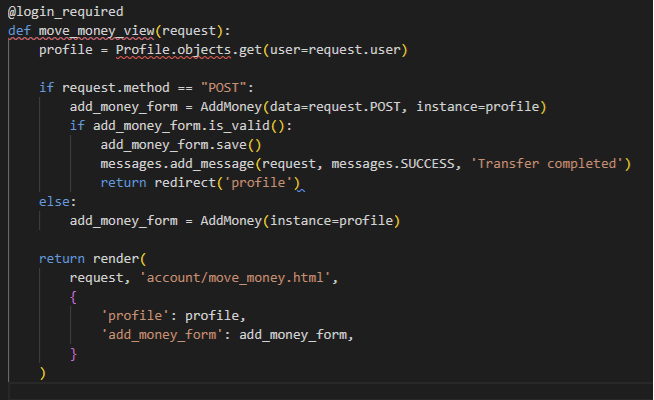 @login_required
def move_money_view(request):
    profile = Profile.objects.get(user=request.user)

    if request.method == "POST":
        add_money_form = AddMoney(data=request.POST, instance=profile)
        if add_money_form.is_valid():
            add_money_form.save()
            messages.add_message(request, messages.SUCCESS, 'Transfer completed')
            return redirect('profile')
    else:
        add_money_form = AddMoney(instance=profile)

    return render(
        request, 'account/move_money.html',
        {
            'profile': profile,
            'add_money_form': add_money_form,
        }
    )